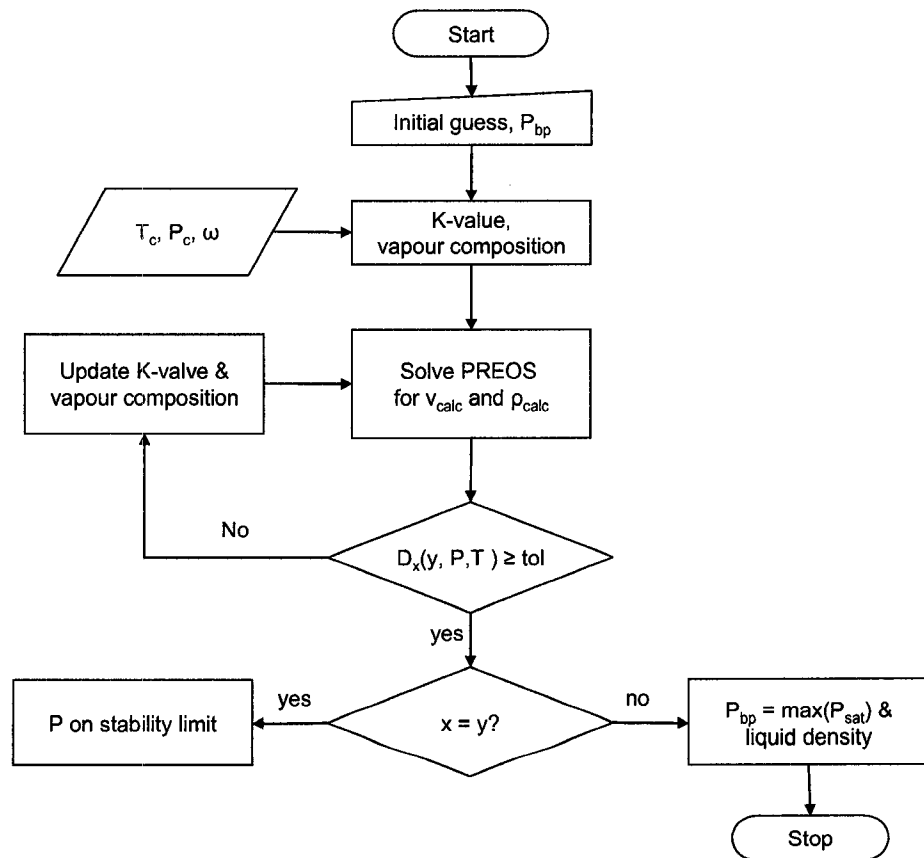 Start
Initial guess, P_bp
K-value,
vapour composition
T_c, P_c, ω
Update K-valve &
vapour composition
Solve PREOS
for v_calc and ρ_calc
No
D_x(y, P,T ) ≥ tol
yes
P on stability limit
yes
x = y?
no
P_bp = max(P_sat) &
liquid density
Stop